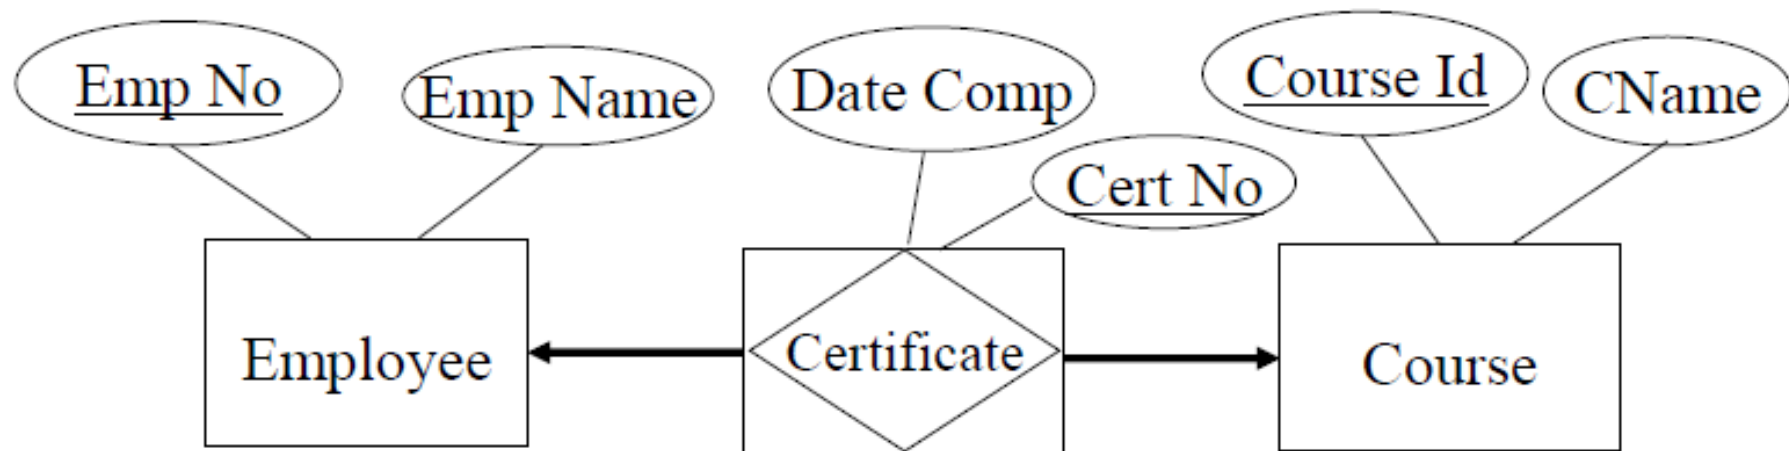 Emp No
Emp Name
Date Comp
Cert No
Course Id
CName
Employee
Certificate
Course